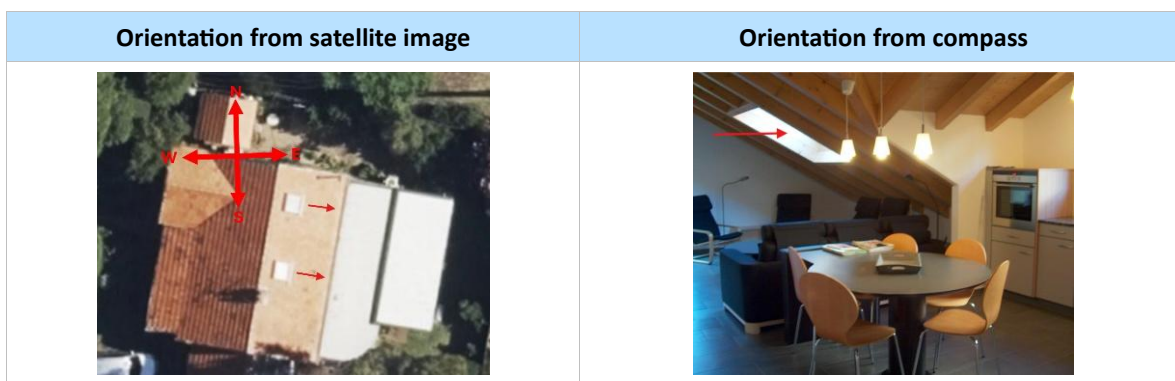 Orientation from satellite image
Orientation from compass
N
W
E
S